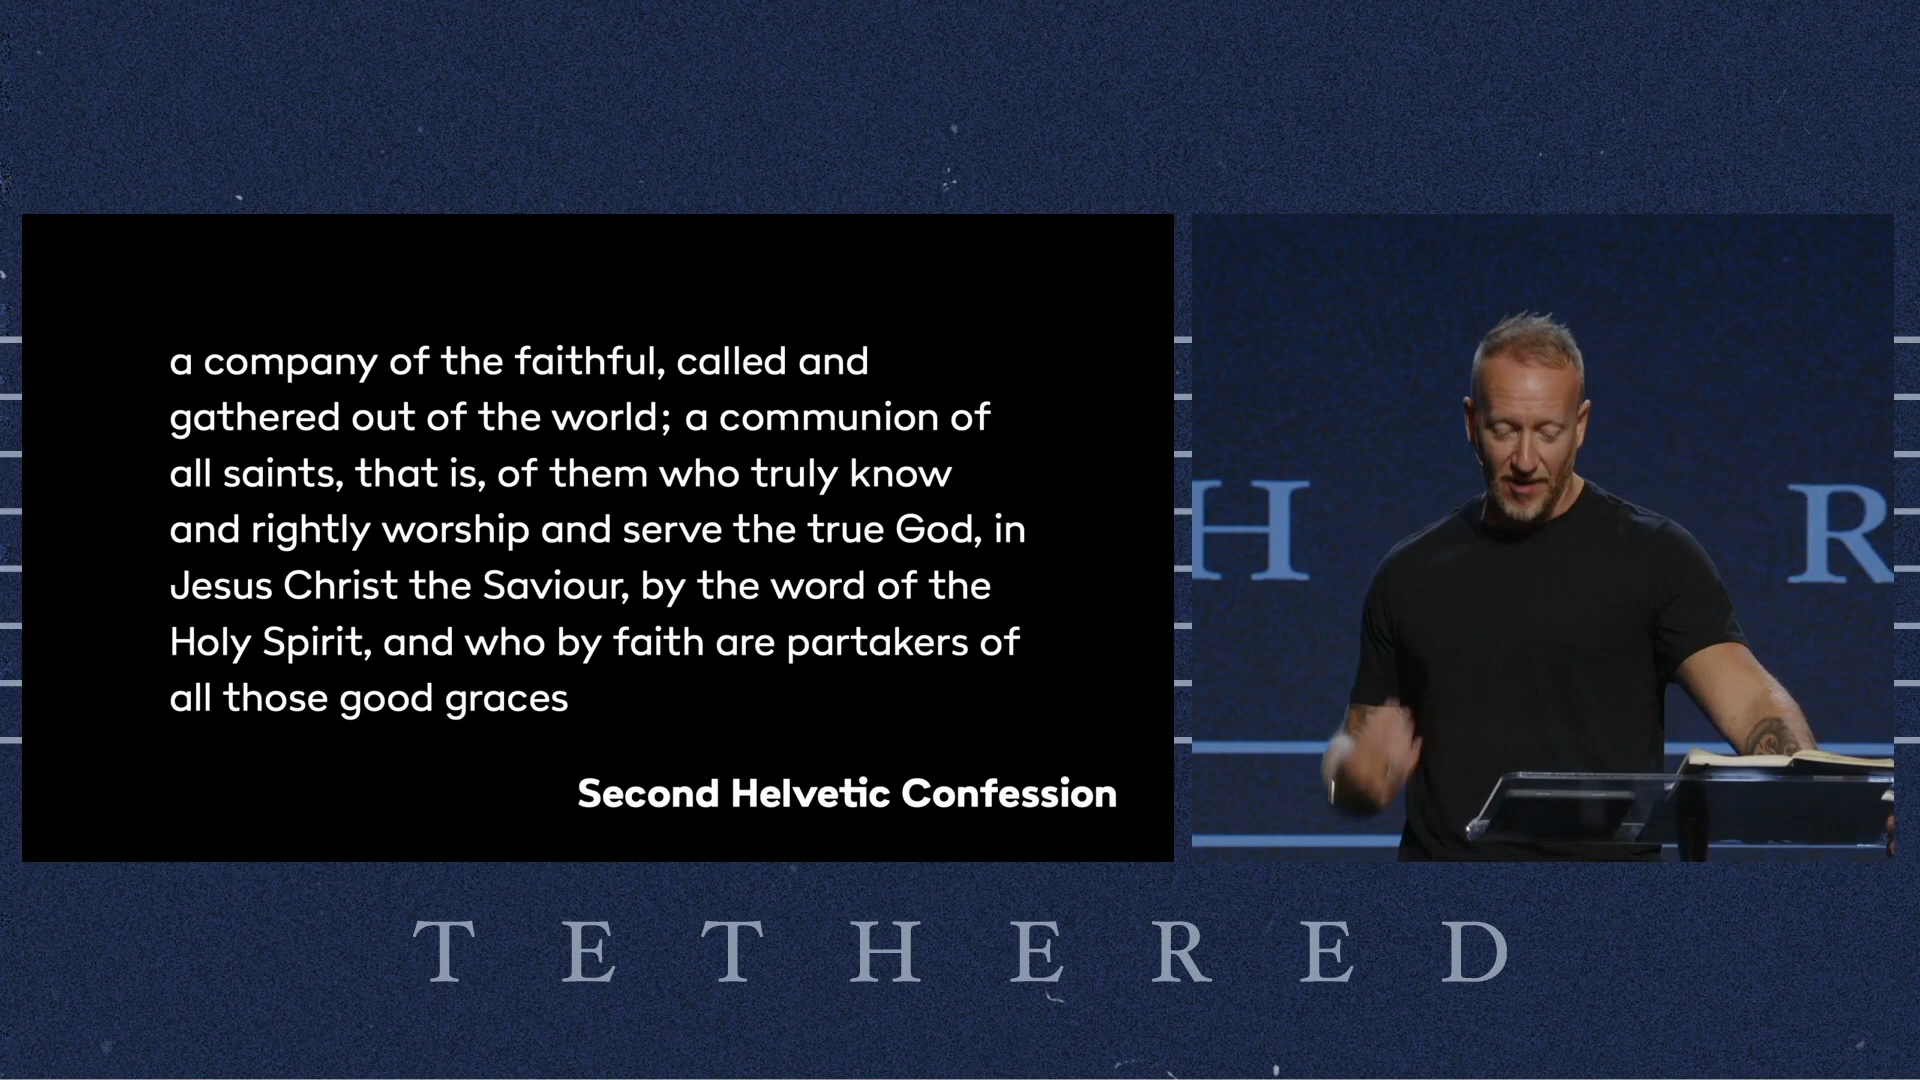 a company of the faithful, called and
gathered out of the world; a communion of
all saints, that is, of them who truly know
and rightly worship and serve the true God, in
Jesus Christ the Saviour, by the word of the
Holy Spirit, and who by faith are partakers of
all those good graces
Second Helvetic Confession
H R
TETHERED